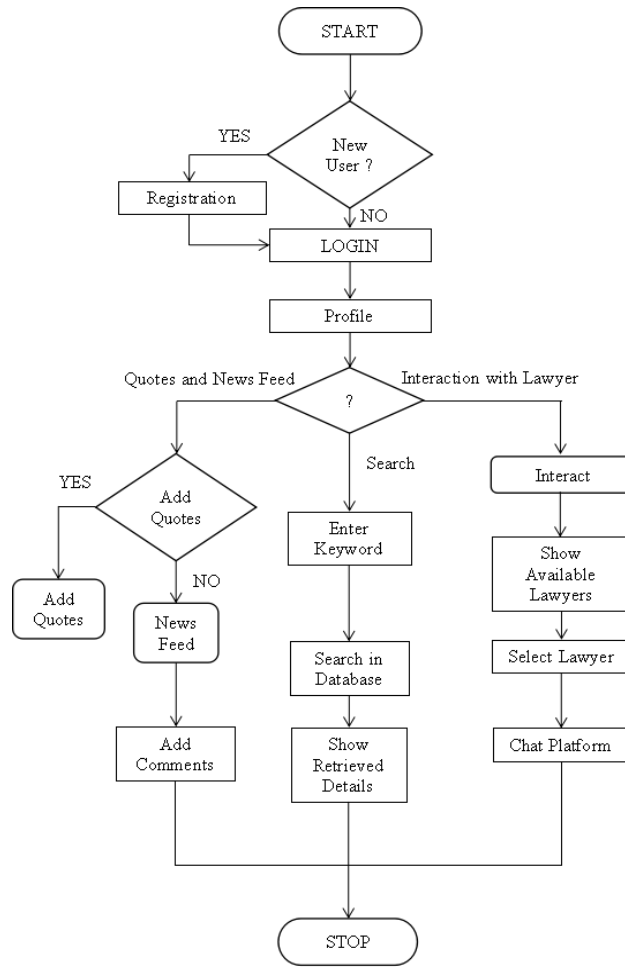 START
YES
New
User ?
Registration
NO
LOGIN
Profile
Quotes and News Feed
Interaction with Lawyer
?
Search
YES
Add
Quotes
Interact
Enter
Keyword
Show
Available
Lawyers
NO
Add
Quotes
News
Feed
Search in
Database
Select Lawyer
Add
Comments
Show
Retrieved
Details
Chat Platform
STOP